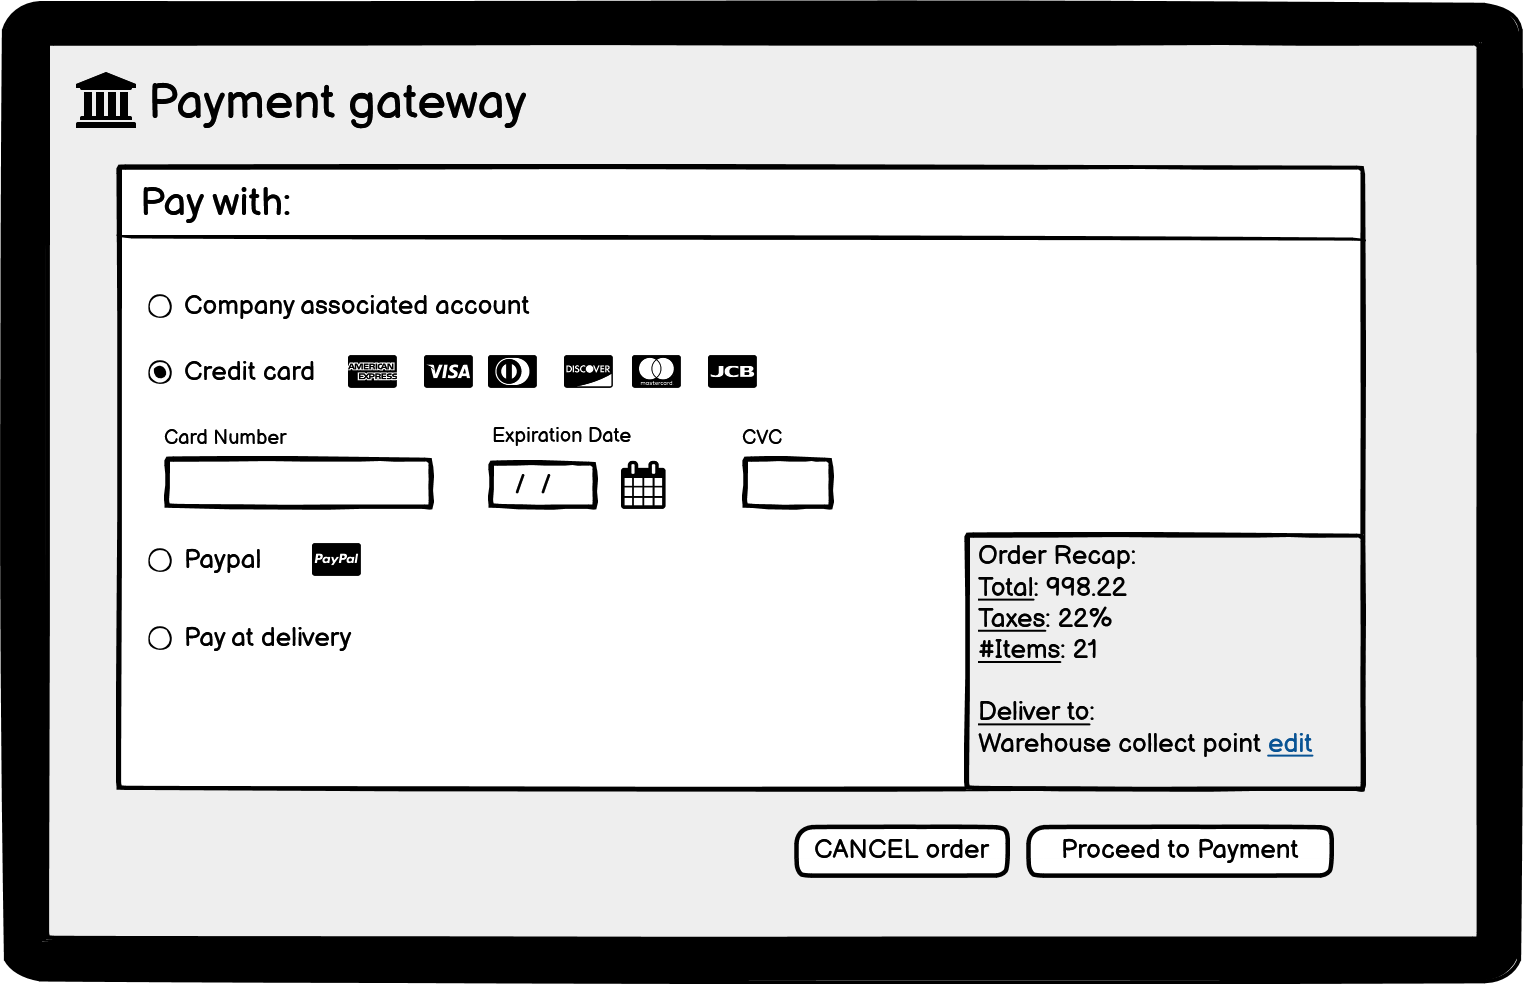 Payment gateway
Pay with:
Company associated account
Credit card AMERICAN EXPRESS VISA DISCOVER mastercard JCB
Card Number Expiration Date CVC
/ /
Paypal PayPal
Pay at delivery
Order Recap:
Total: 998.22
Taxes: 22%
#Items: 21
Deliver to:
Warehouse collect point edit
CANCEL order Proceed to Payment